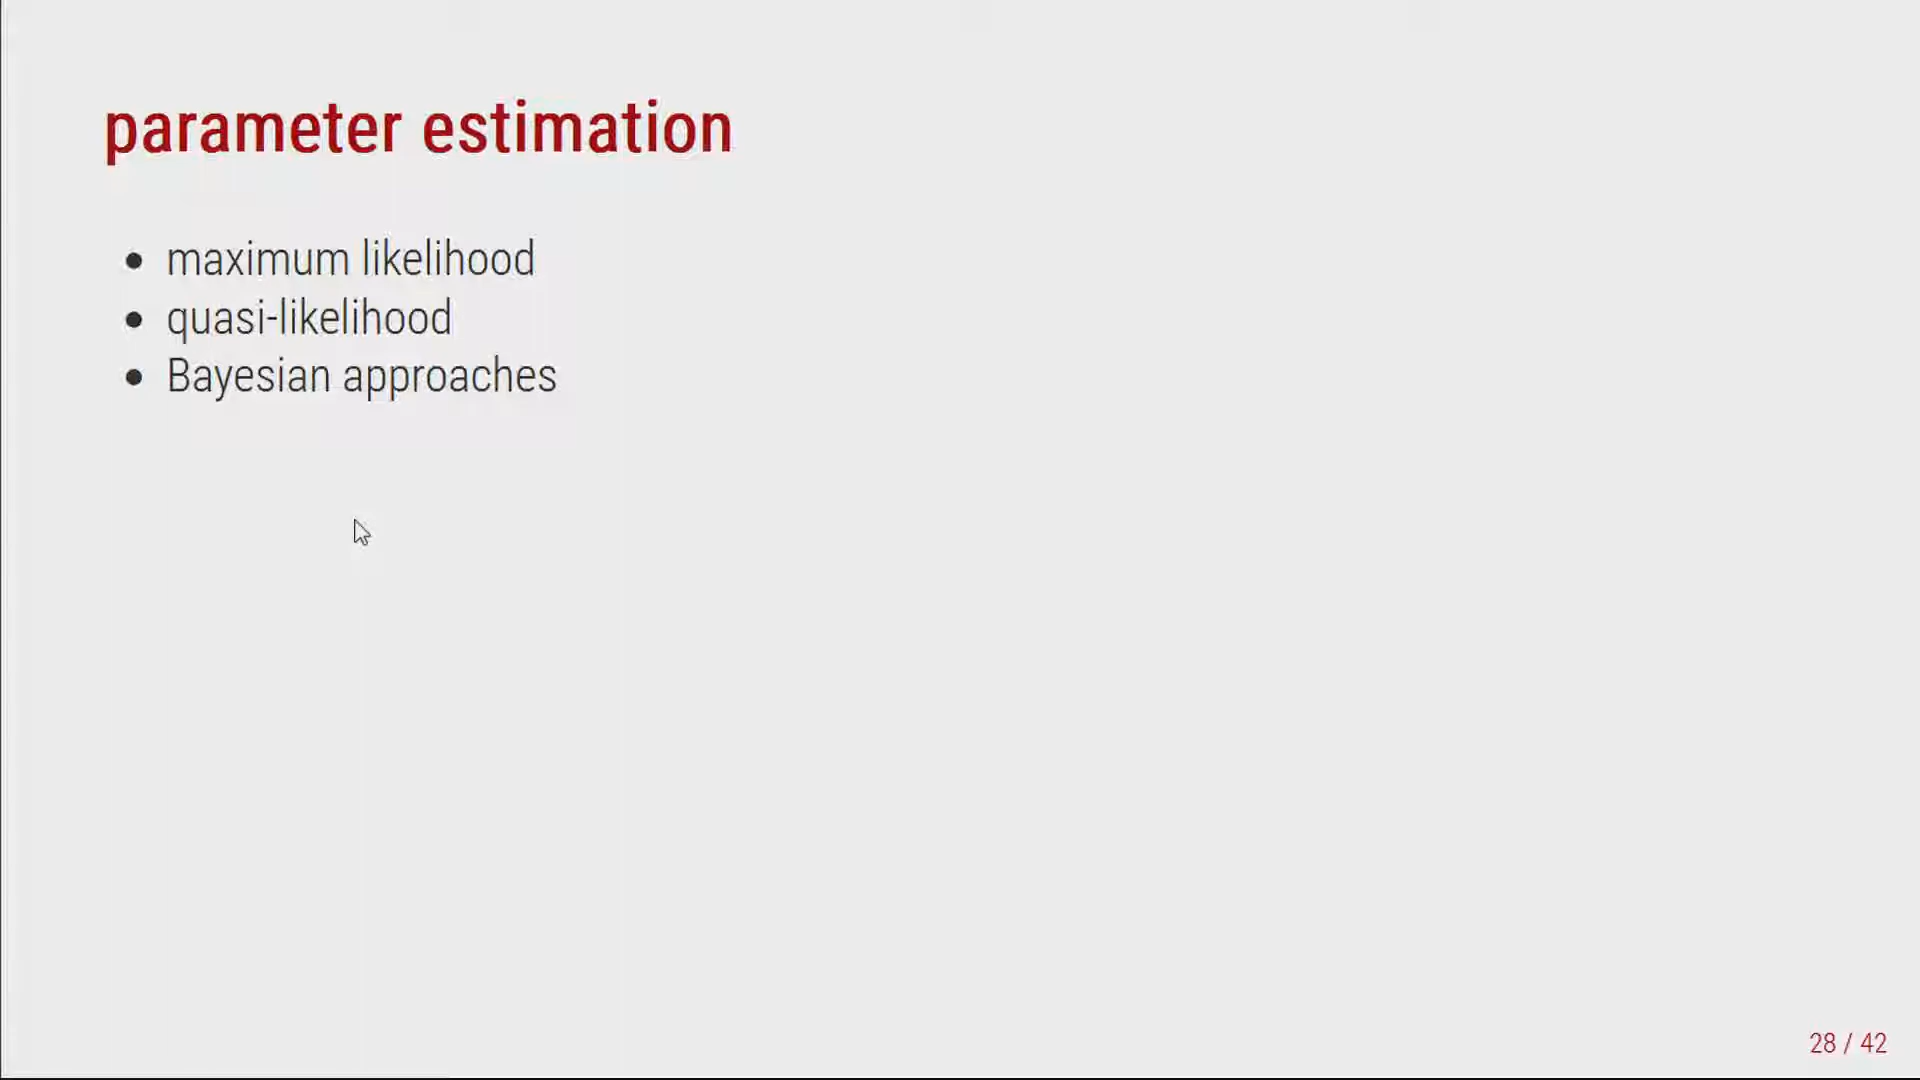 parameter estimation
• maximum likelihood
• quasi-likelihood
• Bayesian approaches
28 / 42